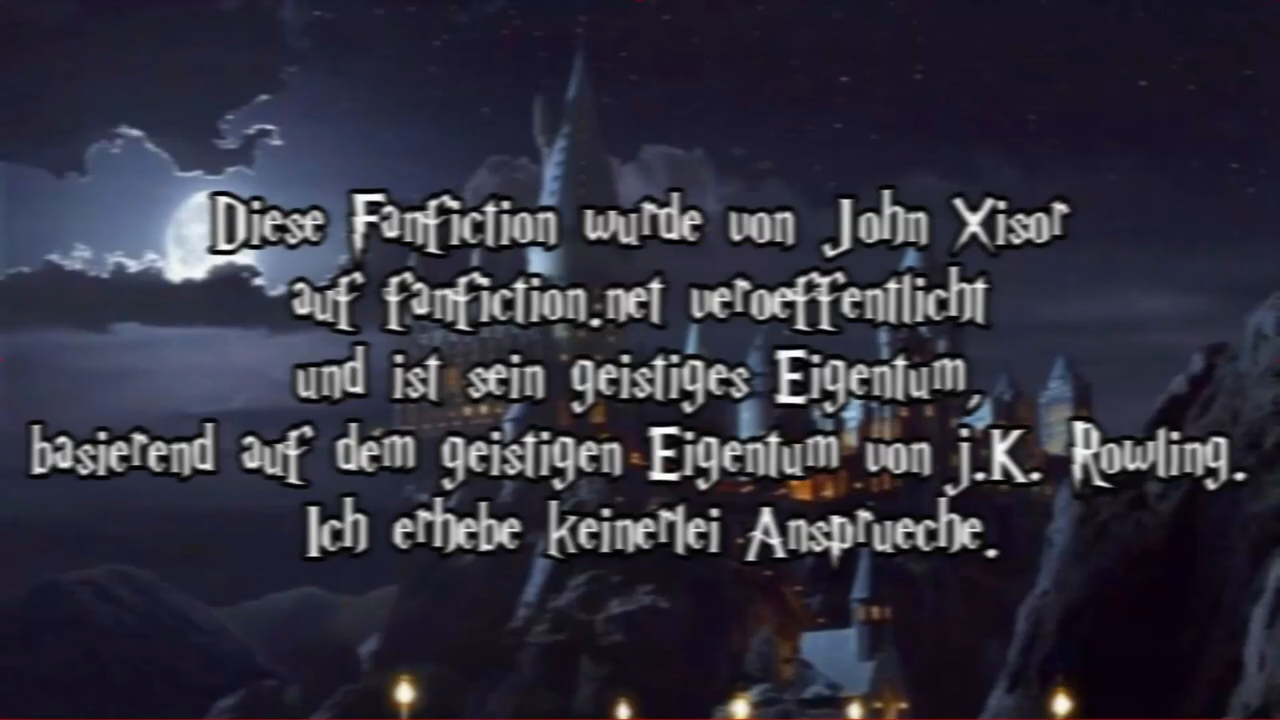 Diese Fanfiction wurde von John Xisor
auf fanfiction.net veroeffentlicht
und ist sein geistiges Eigentum,
basierend auf dem geistigen Eigentum von j.K. Rowling.
Ich erhebe keinerlei Ansprueche.